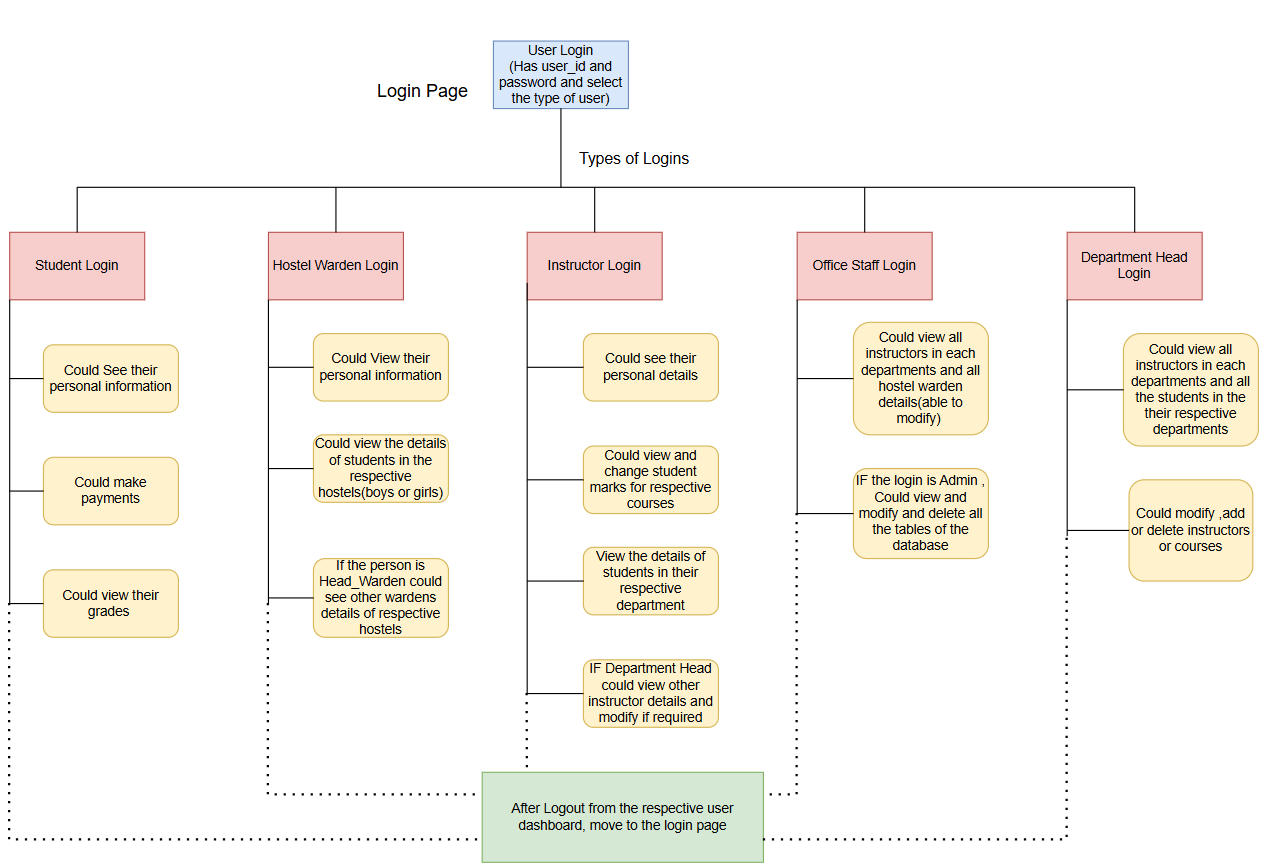 User Login
(Has user_id and
password and select
the type of user)
Login Page
Types of Logins
Student Login
Hostel Warden Login
Instructor Login
Office Staff Login
Department Head
Login
Could See their
personal information
Could make
payments
Could view their
grades
Could View their
personal information
Could view the details
of students in the
respective
hostels(boys or girls)
If the person is
Head_Warden could
see other wardens
details of respective
hostels
Could see their
personal details
Could view and
change student
marks for respective
courses
View the details of
students in their
respective
department
IF Department Head
could view other
instructor details and
modify if required
Could view all
instructors in each
departments and all
hostel warden
details(able to
modify)
IF the login is Admin ,
Could view and
modify and delete all
the tables of the
database
Could view all
instructors in each
departments and all
the students in the
their respective
departments
Could modify ,add
or delete instructors
or courses
After Logout from the respective user
dashboard, move to the login page